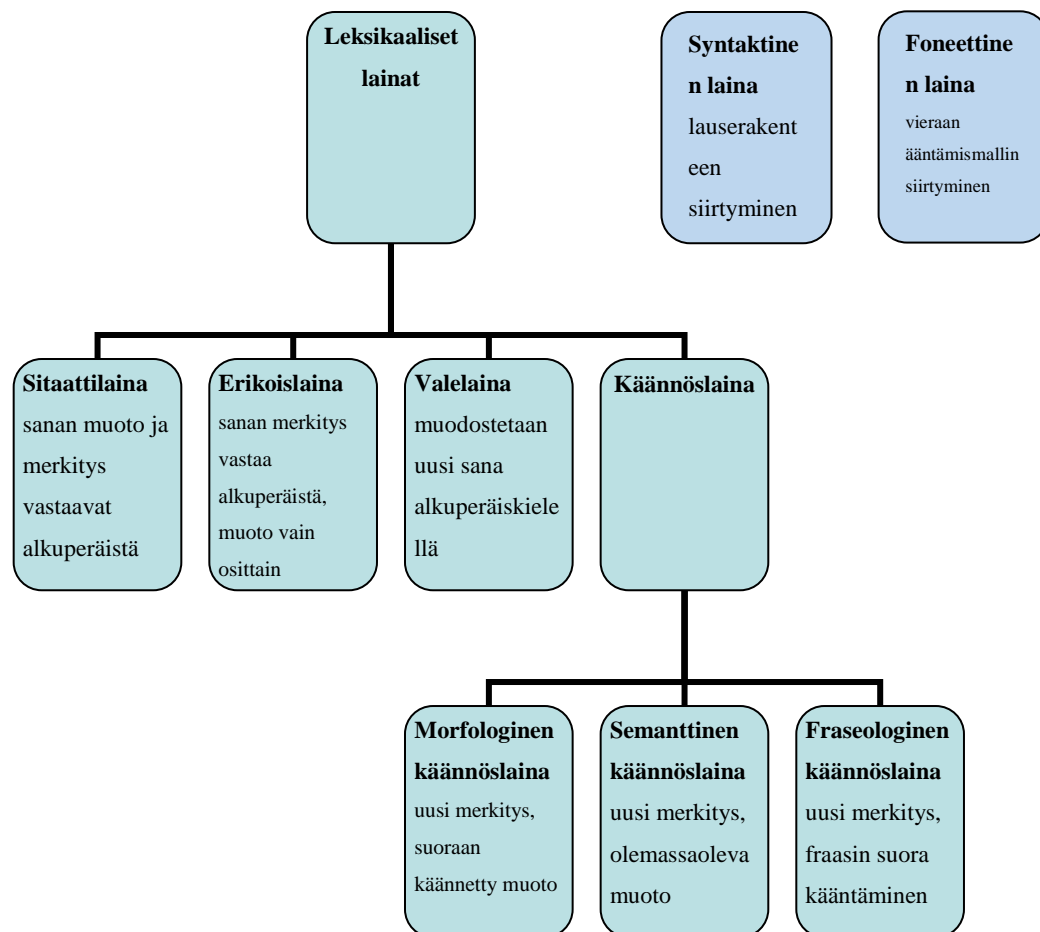 Leksikaaliset
lainat
Syntaktine
n laina
lauserakent
een
siirtyminen
Foneettine
n laina
vieraan
ääntämismallin
siirtyminen
Sitaattilaina
sanan muoto ja
merkitys
vastaavat
alkuperäistä
Erikoislaina
sanan merkitys
vastaa
alkuperäistä,
muoto vain
osittain
Valelaina
muodostetaan
uusi sana
alkuperäiskiele
llä
Käännöslaina
Morfologinen
käännöslaina
uusi merkitys,
suoraan
käännetty muoto
Semanttinen
käännöslaina
uusi merkitys,
olemassaoleva
muoto
Fraseologinen
käännöslaina
uusi merkitys,
fraasin suora
kääntäminen